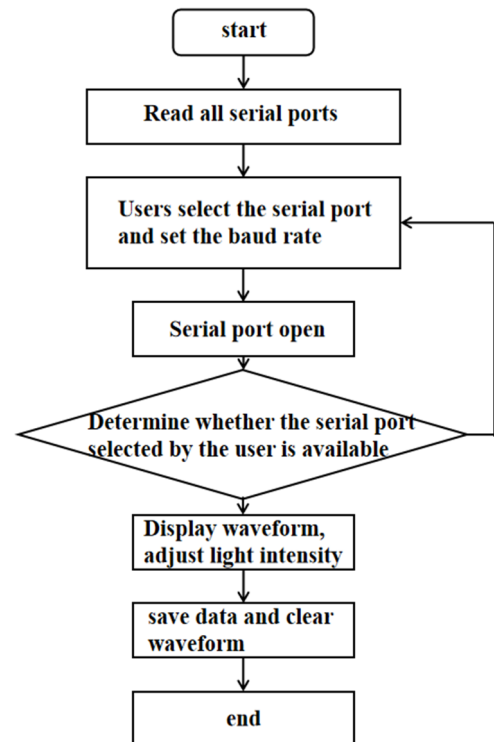 start
Read all serial ports
Users select the serial port
and set the baud rate
Serial port open
Determine whether the serial port
selected by the user is available
Display waveform,
adjust light intensity
save data and clear
waveform
end